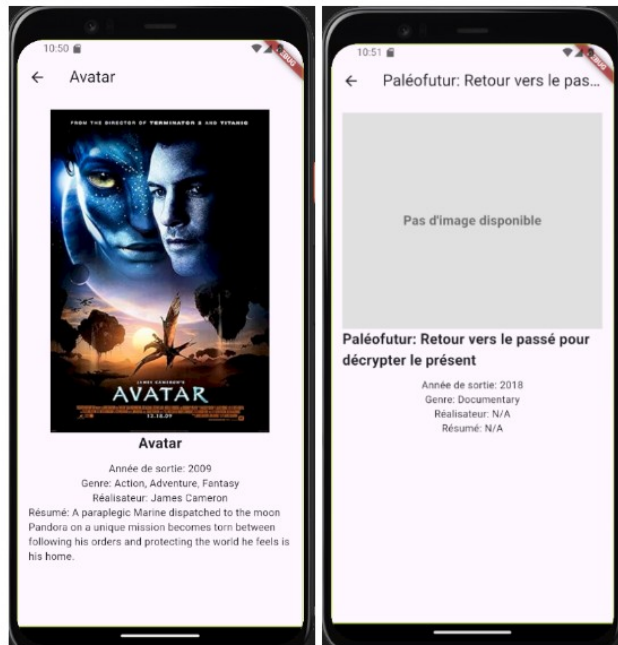 10:50
Avatar
FROM THE DIRECTOR OF TERMINATOR 2 AND TITANIC
JAMES CAMERON'S
AVATAR
12.18.09
Avatar
Année de sortie: 2009
Genre: Action, Adventure, Fantasy
Réalisateur: James Cameron
Résumé: A paraplegic Marine dispatched to the moon
Pandora on a unique mission becomes torn between
following his orders and protecting the world he feels is
his home.
10:51
Paléofutur: Retour vers le pas...
Pas d'image disponible
Paléofutur: Retour vers le passé pour
décrypter le présent
Année de sortie: 2018
Genre: Documentary
Réalisateur: N/A
Résumé: N/A